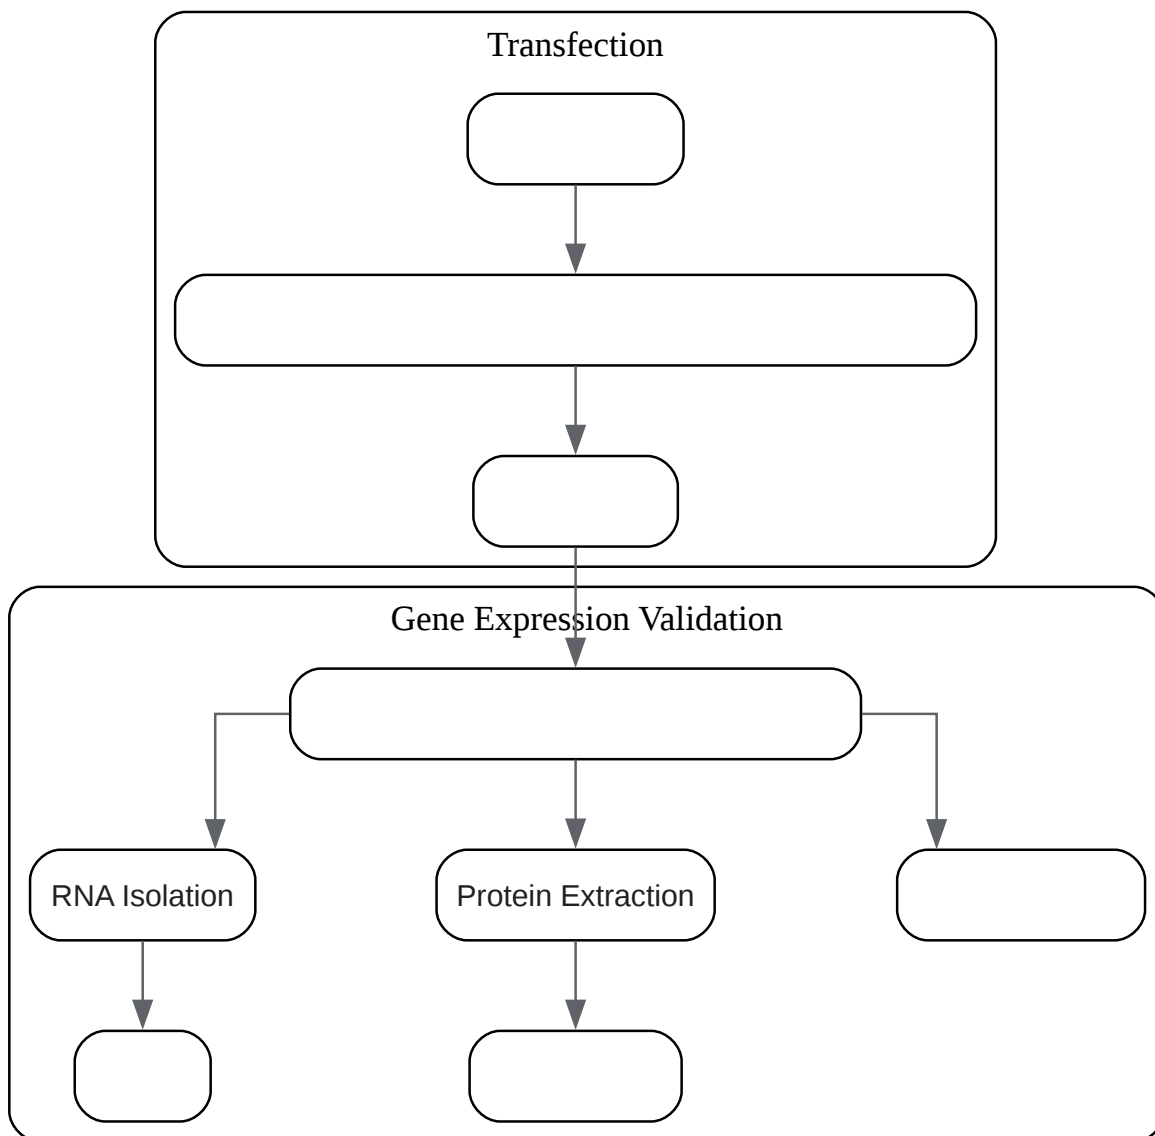 Transfection
Gene Expression Validation
RNA Isolation
Protein Extraction